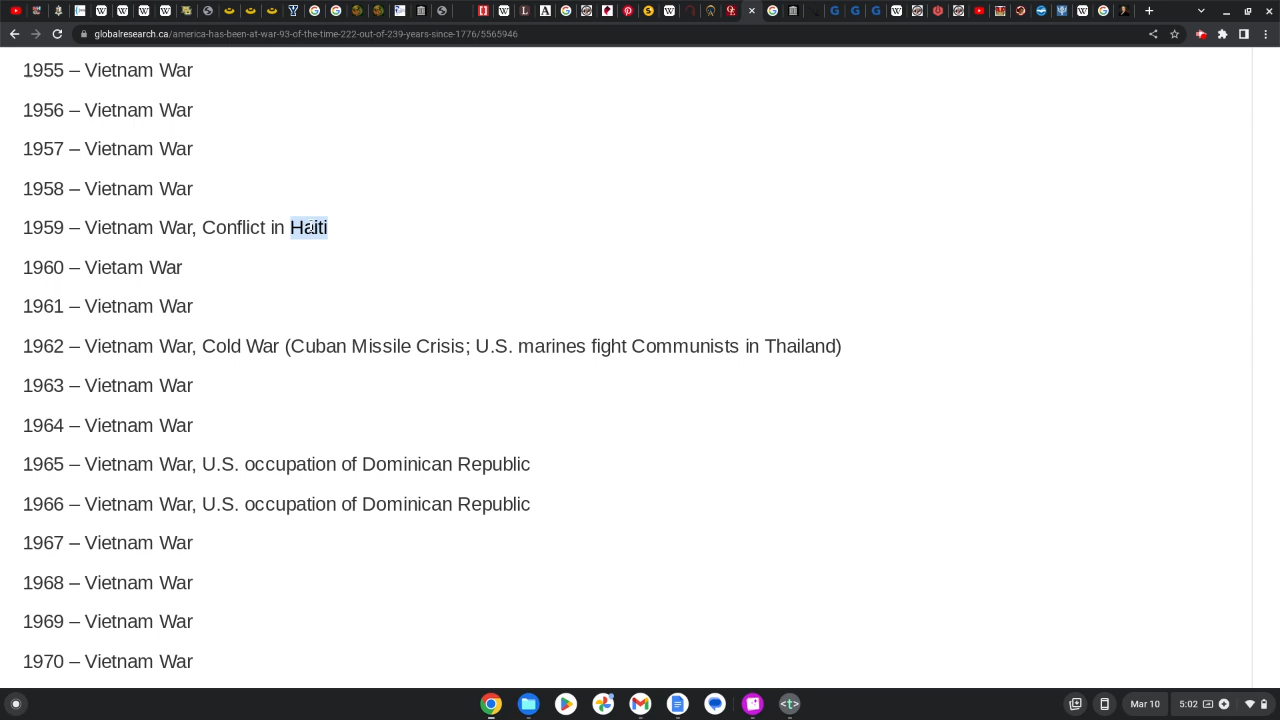 globalresearch.ca/america-has-been-at-war-93-of-the-time-222-out-of-239-years-since-1776/5565946
1955 – Vietnam War
1956 – Vietnam War
1957 – Vietnam War
1958 – Vietnam War
1959 – Vietnam War, Conflict in Haiti
1960 – Vietam War
1961 – Vietnam War
1962 – Vietnam War, Cold War (Cuban Missile Crisis; U.S. marines fight Communists in Thailand)
1963 – Vietnam War
1964 – Vietnam War
1965 – Vietnam War, U.S. occupation of Dominican Republic
1966 – Vietnam War, U.S. occupation of Dominican Republic
1967 – Vietnam War
1968 – Vietnam War
1969 – Vietnam War
1970 – Vietnam War
<t> Mar 10 5:02